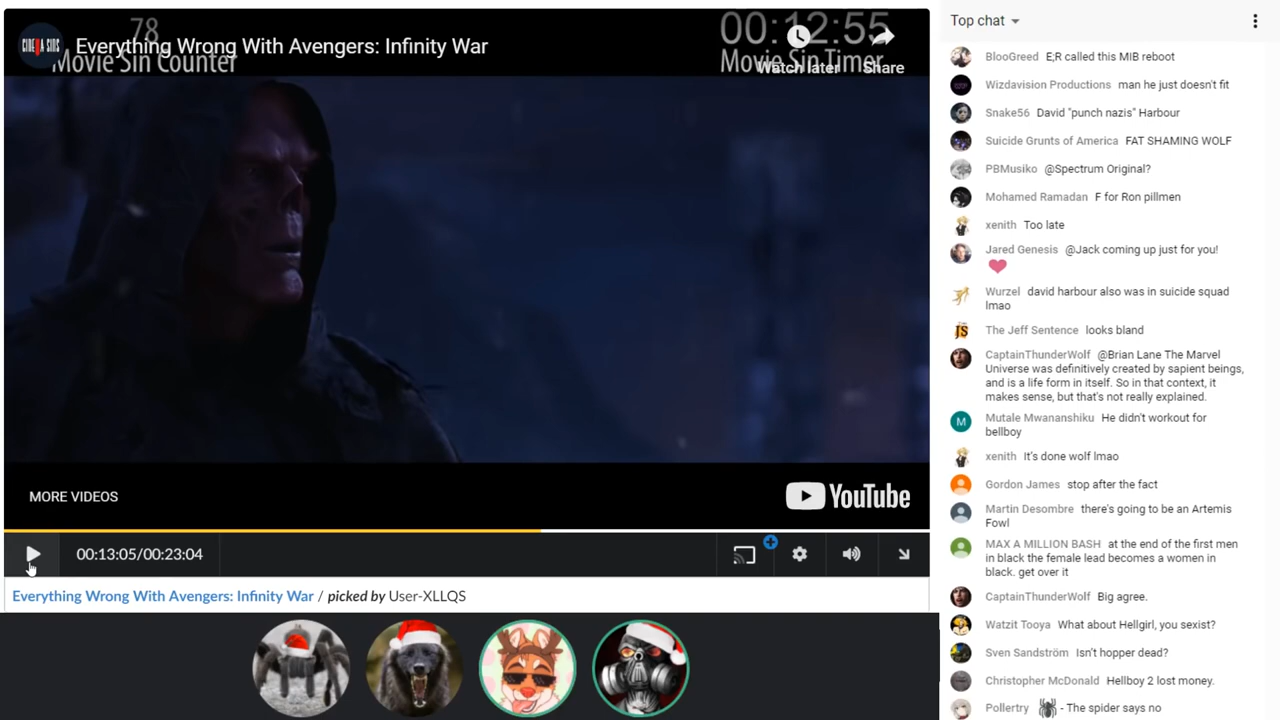 78
00:12:55
CINEMA SINS
Everything Wrong With Avengers: Infinity War
Movie Sin Counter
Movie Sin Timer
Watch later
Share
MORE VIDEOS
YouTube
00:13:05/00:23:04
Everything Wrong With Avengers: Infinity War / picked by User-XLLQS
Top chat
BlooGreed E;R called this MIB reboot
Wizdavision Productions man he just doesn't fit
Snake56 David "punch nazis" Harbour
Suicide Grunts of America FAT SHAMING WOLF
PBMusiko @Spectrum Original?
Mohamed Ramadan F for Ron pillmen
xenith Too late
Jared Genesis @Jack coming up just for you!
Wurzel david harbour also was in suicide squad
lmao
JS
The Jeff Sentence looks bland
CaptainThunderWolf @Brian Lane The Marvel
Universe was definitively created by sapient beings,
and is a life form in itself. So in that context, it
makes sense, but that's not really explained.
M
Mutale Mwananshiku He didn't workout for
bellboy
xenith It's done wolf lmao
Gordon James stop after the fact
Martin Desombre there's going to be an Artemis
Fowl
MAX A MILLION BASH at the end of the first men
in black the female lead becomes a women in
black. get over it
CaptainThunderWolf Big agree.
Watzit Tooya What about Hellgirl, you sexist?
Sven Sandström Isn't hopper dead?
Christopher McDonald Hellboy 2 lost money.
Pollertry - The spider says no